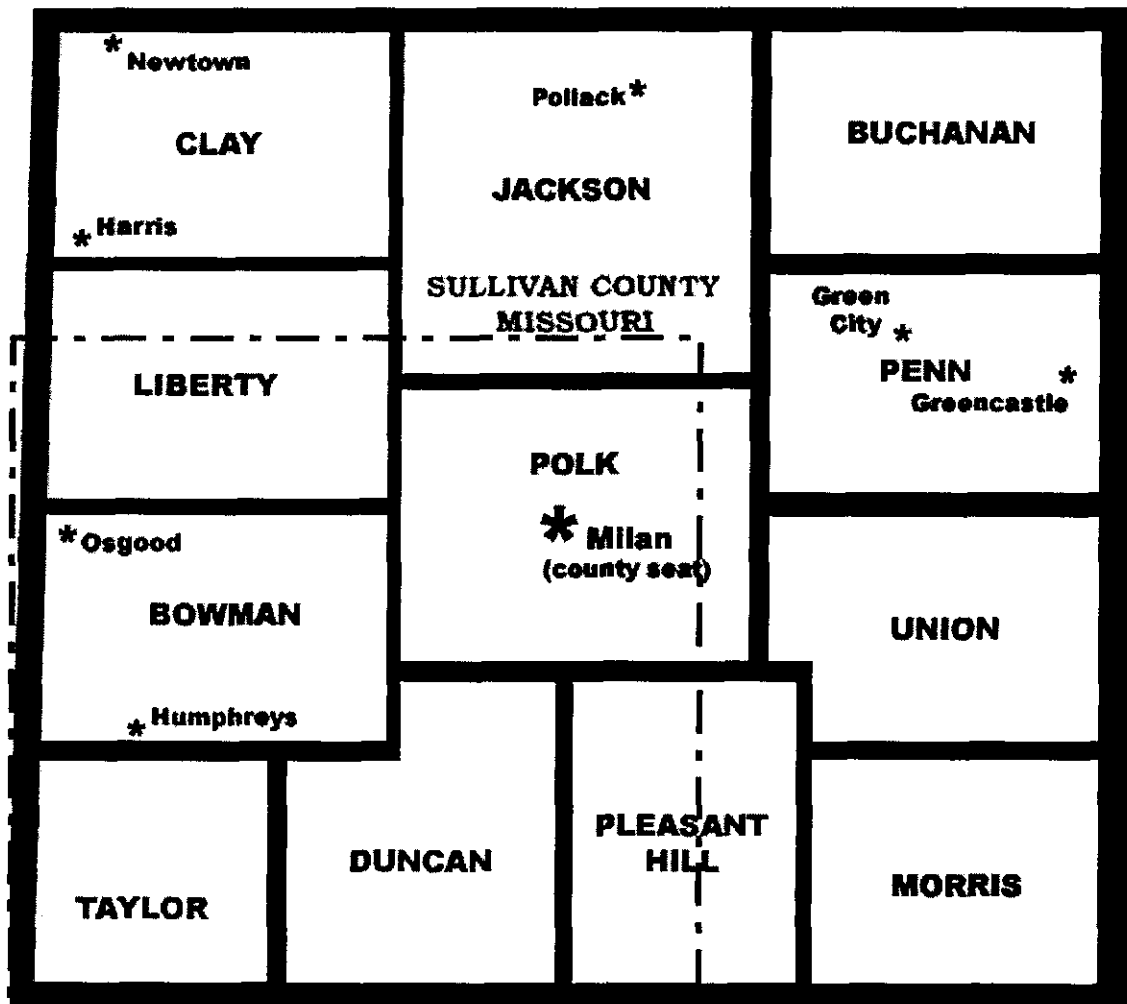 * Newtown
Pollack *
CLAY
BUCHANAN
JACKSON
* Harris
SULLIVAN COUNTY
MISSOURI
Green
City *
LIBERTY
PENN *
Greencastle
POLK
* Milan
(county seat)
* Osgood
BOWMAN
UNION
* Humphreys
PLEASANT
HILL
DUNCAN
MORRIS
TAYLOR